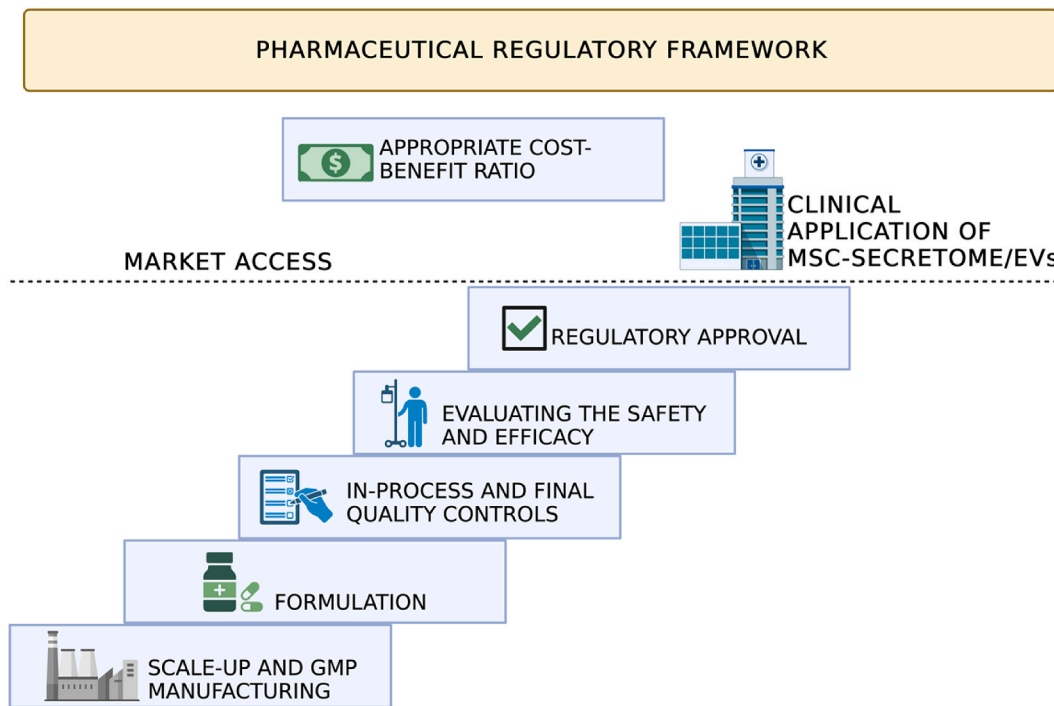 PHARMACEUTICAL REGULATORY FRAMEWORK
APPROPRIATE COST-
BENEFIT RATIO
CLINICAL
APPLICATION OF
MSC-SECRETOME/EVs
MARKET ACCESS
REGULATORY APPROVAL
EVALUATING THE SAFETY
AND EFFICACY
IN-PROCESS AND FINAL
QUALITY CONTROLS
FORMULATION
SCALE-UP AND GMP
MANUFACTURING